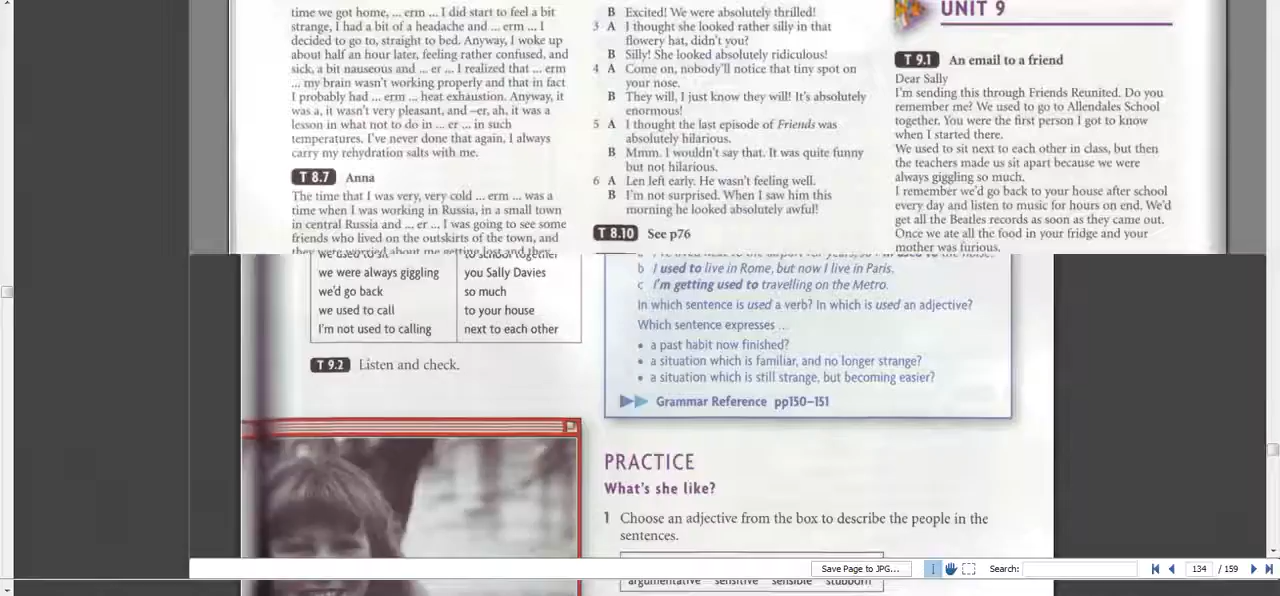 time we got home, ... erm ... I did start to feel a bit
strange, I had a bit of a headache and ... erm ... I
decided to go to, straight to bed. Anyway, I woke up
about half an hour later, feeling rather confused, and
sick, a bit nauseous and ... er ... I realized that ... erm
... my brain wasn't working properly and that in fact
I probably had ... erm ... heat exhaustion. Anyway, it
was a, it wasn't very pleasant, and –er, ah, it was a
lesson in what not to do in ... er ... in such
temperatures. I've never done that again, I always
carry my rehydration salts with me.
T 8.7 Anna
The time that I was very, very cold ... erm ... was a
time when I was working in Russia, in a small town
in central Russia and ... er ... I was going to see some
friends who lived on the outskirts of the town, and
they were worried about me getting lost and they
B Excited! We were absolutely thrilled!
3 A I thought she looked rather silly in that
flowery hat, didn't you?
B Silly! She looked absolutely ridiculous!
4 A Come on, nobody'll notice that tiny spot on
your nose.
B They will, I just know they will! It's absolutely
enormous!
5 A I thought the last episode of Friends was
absolutely hilarious.
B Mmm. I wouldn't say that. It was quite funny
but not hilarious.
6 A Len left early. He wasn't feeling well.
B I'm not surprised. When I saw him this
morning he looked absolutely awful!
T 8.10 See p76
UNIT 9
T 9.1 An email to a friend
Dear Sally
I'm sending this through Friends Reunited. Do you
remember me? We used to go to Allendales School
together. You were the first person I got to know
when I started there.
We used to sit next to each other in class, but then
the teachers made us sit apart because we were
always giggling so much.
I remember we'd go back to your house after school
every day and listen to music for hours on end. We'd
get all the Beatles records as soon as they came out.
Once we ate all the food in your fridge and your
mother was furious.
we used to sit to school together
we were always giggling you Sally Davies
we'd go back so much
we used to call to your house
I'm not used to calling next to each other
T 9.2 Listen and check.
b I used to live in Rome, but now I live in Paris.
c I'm getting used to travelling on the Metro.
In which sentence is used a verb? In which is used an adjective?
Which sentence expresses ...
• a past habit now finished?
• a situation which is familiar, and no longer strange?
• a situation which is still strange, but becoming easier?
Grammar Reference pp150–151
PRACTICE
What's she like?
1 Choose an adjective from the box to describe the people in the
sentences.
argumentative sensitive sensible stubborn
Save Page to JPG...
Search:
134 / 159